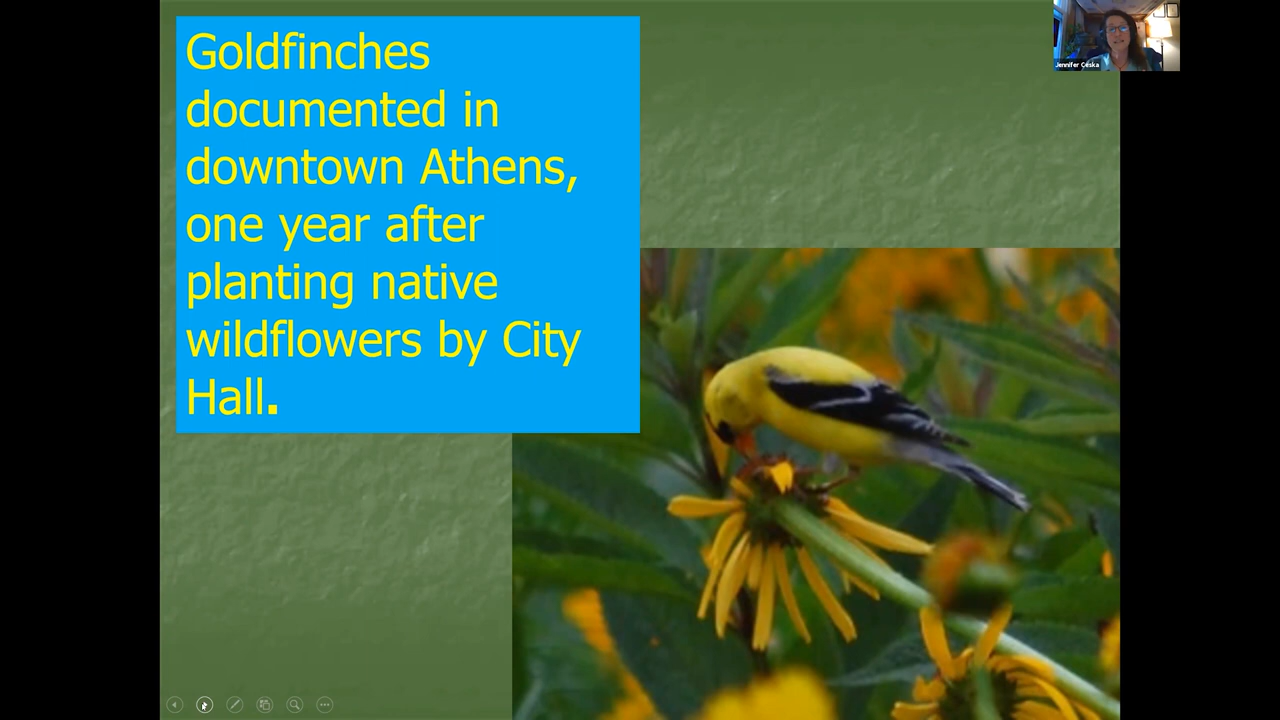 Goldfinches
documented in
downtown Athens,
one year after
planting native
wildflowers by City
Hall.
Jennifer Ceska